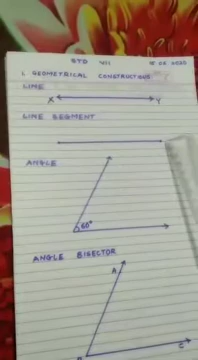 STD VII
1. GEOMETRICAL CONSTRUCTIONS
LINE
X Y
LINE SEGMENT
ANGLE
60°
ANGLE BISECTOR
A
B C